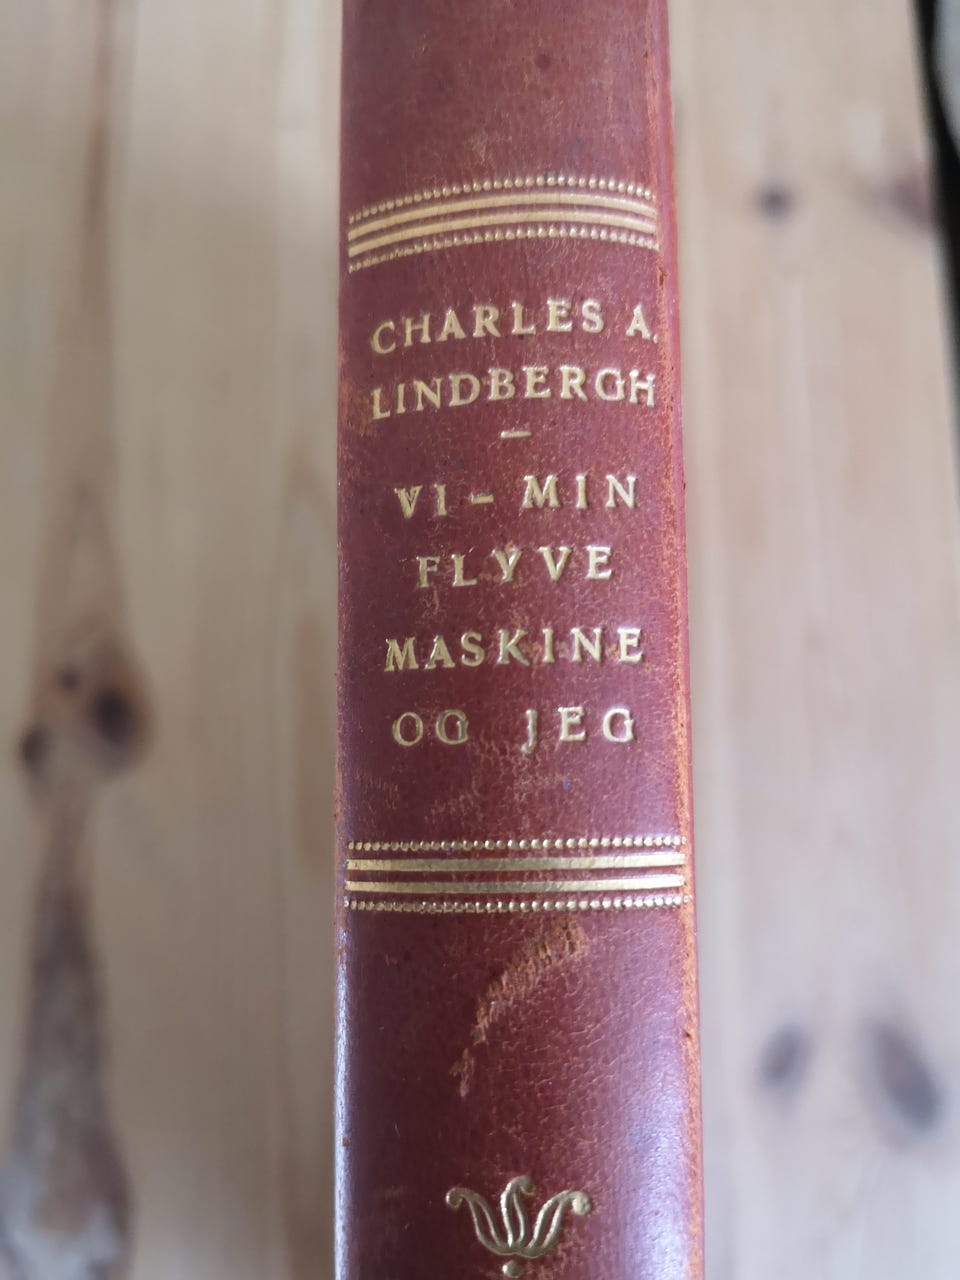 CHARLES A.
LINDBERGH
—
VI – MIN
FLYVE
MASKINE
OG JEG